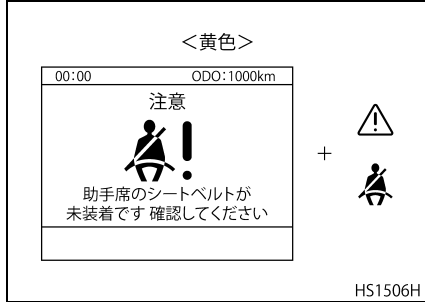 ＜黄色＞
00:00 ODO:1000km
注意
助手席のシートベルトが
未装着です 確認してください
+
HS1506H